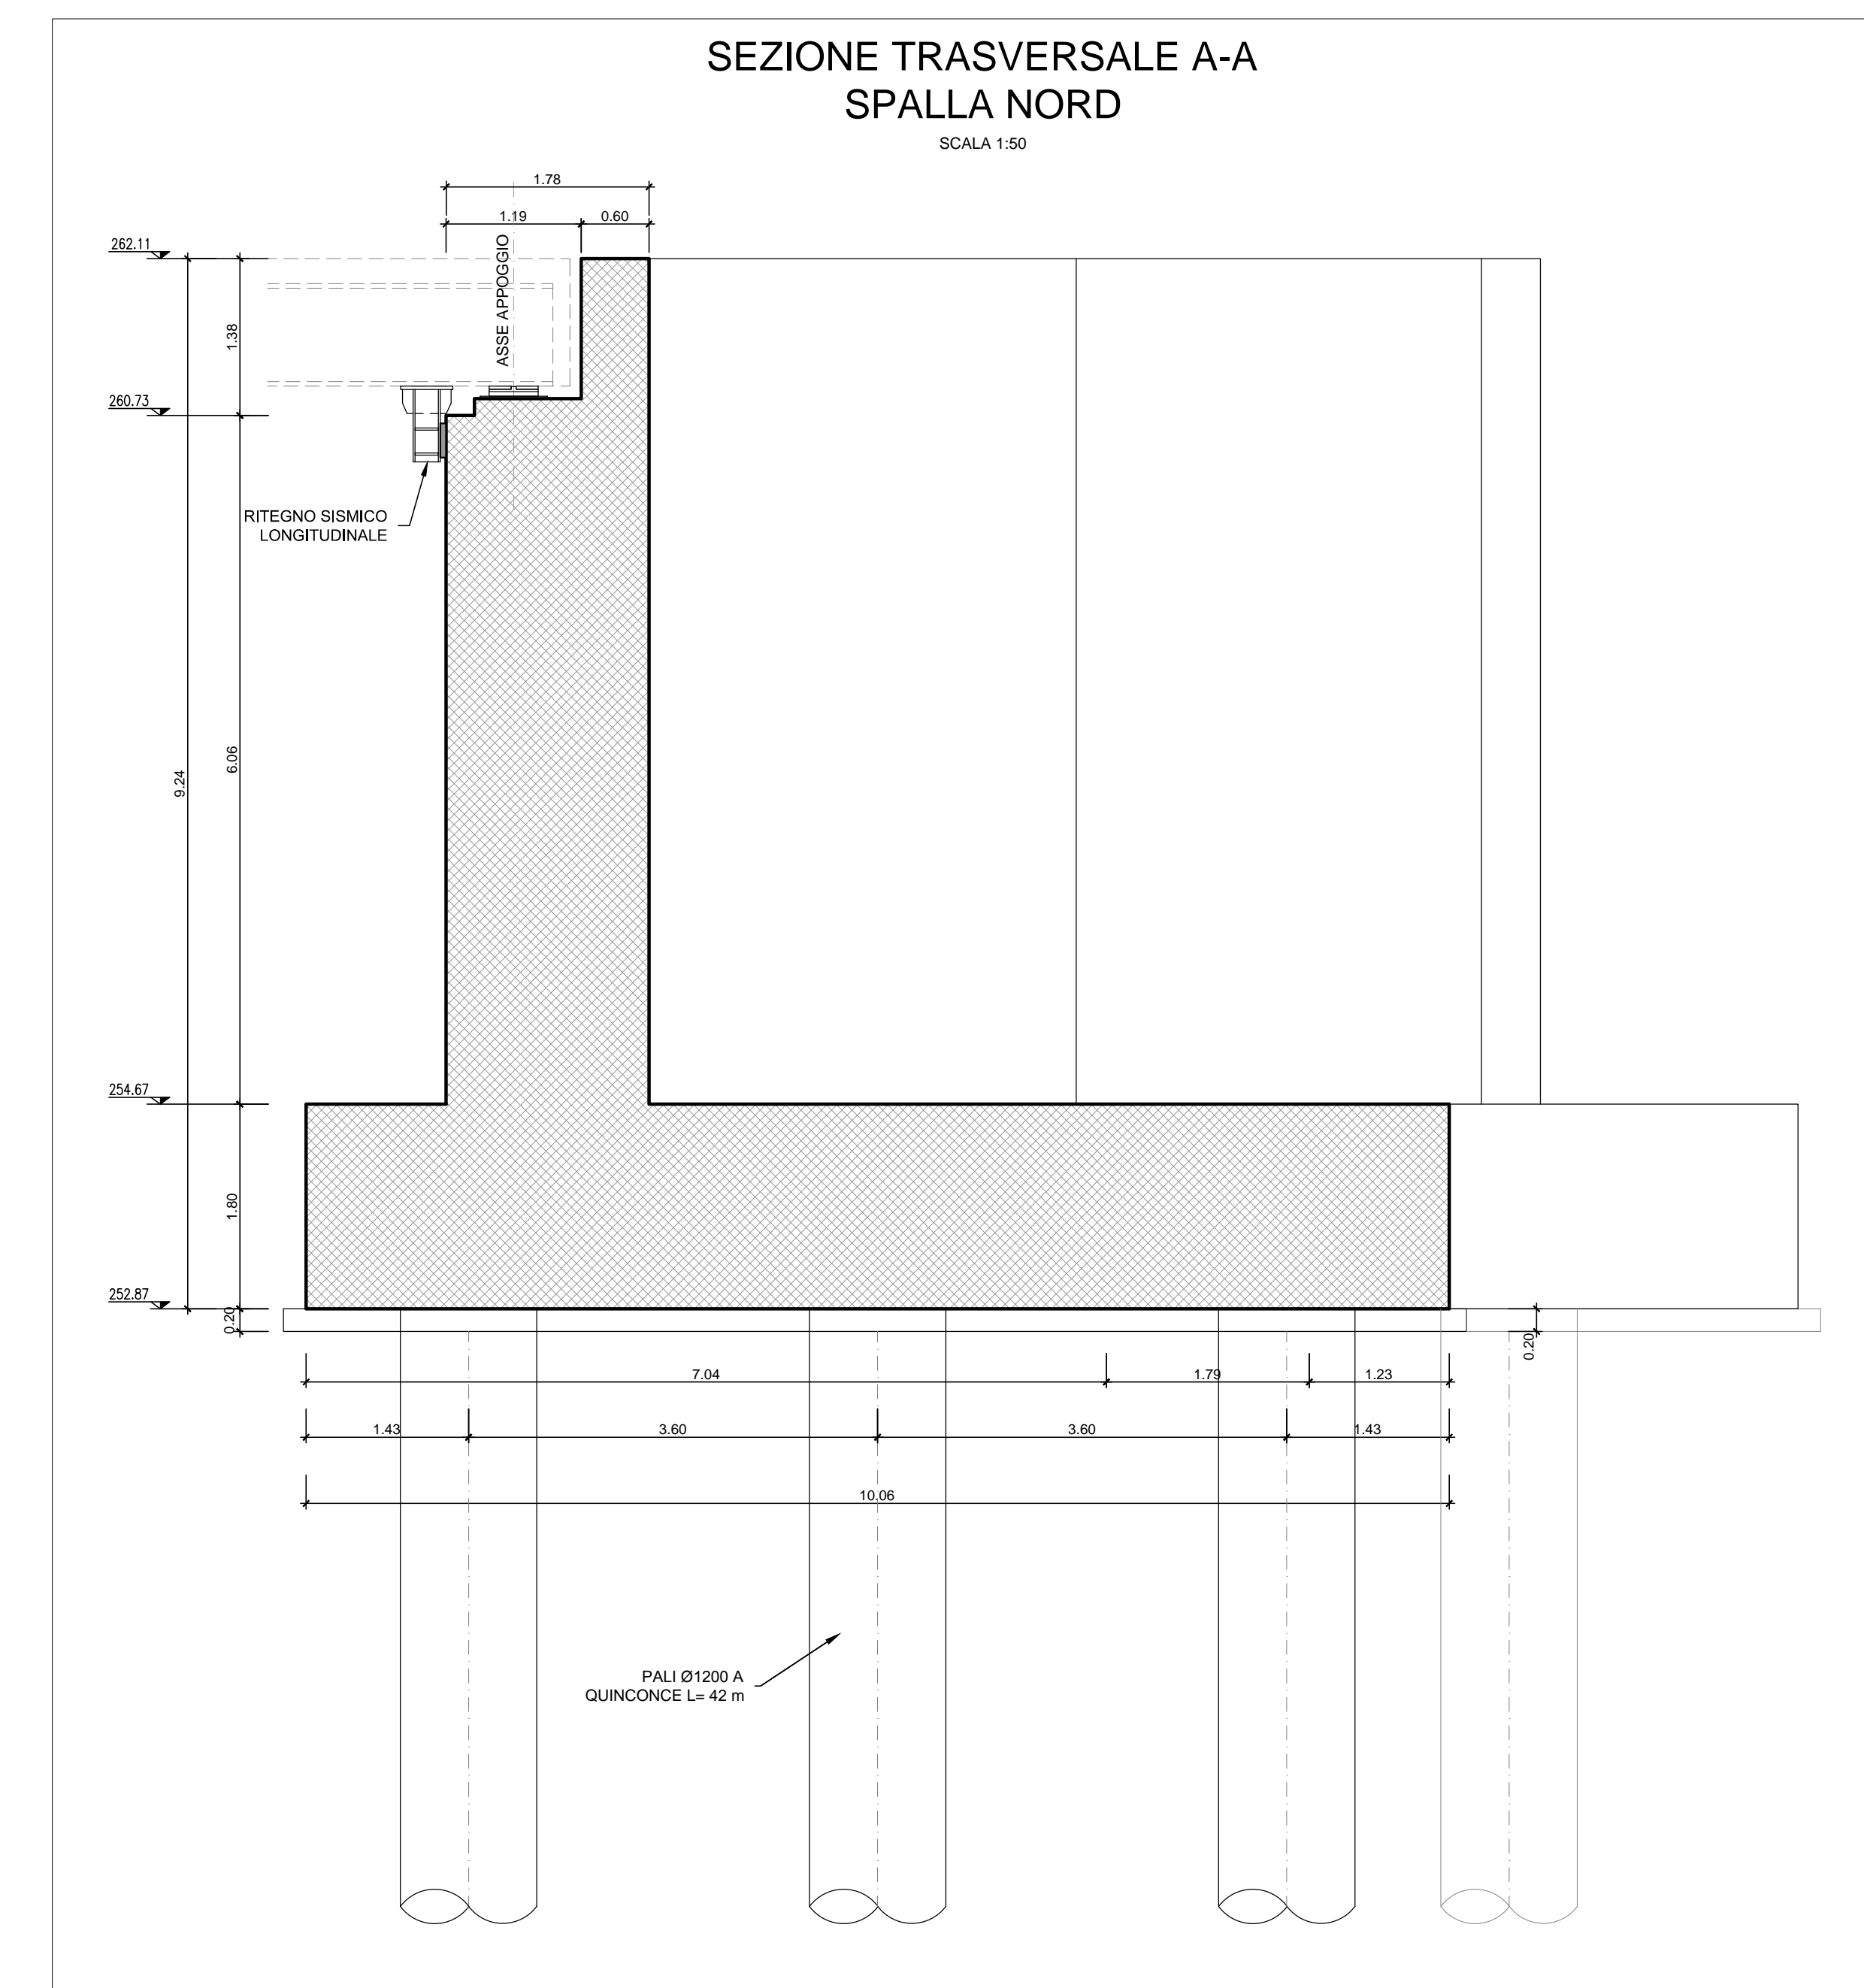 SEZIONE TRASVERSALE A-A
SPALLA NORD
SCALA 1:50
1.78
1.19
0.60
262.11
ASSE APPOGGIO
1.38
260.73
RITEGNO SISMICO
LONGITUDINALE
6.06
9.24
254.67
1.80
252.87
0.20
0.20
7.04
1.79
1.23
1.43
3.60
3.60
1.43
10.06
PALI Ø1200 A
QUINCONCE L= 42 m